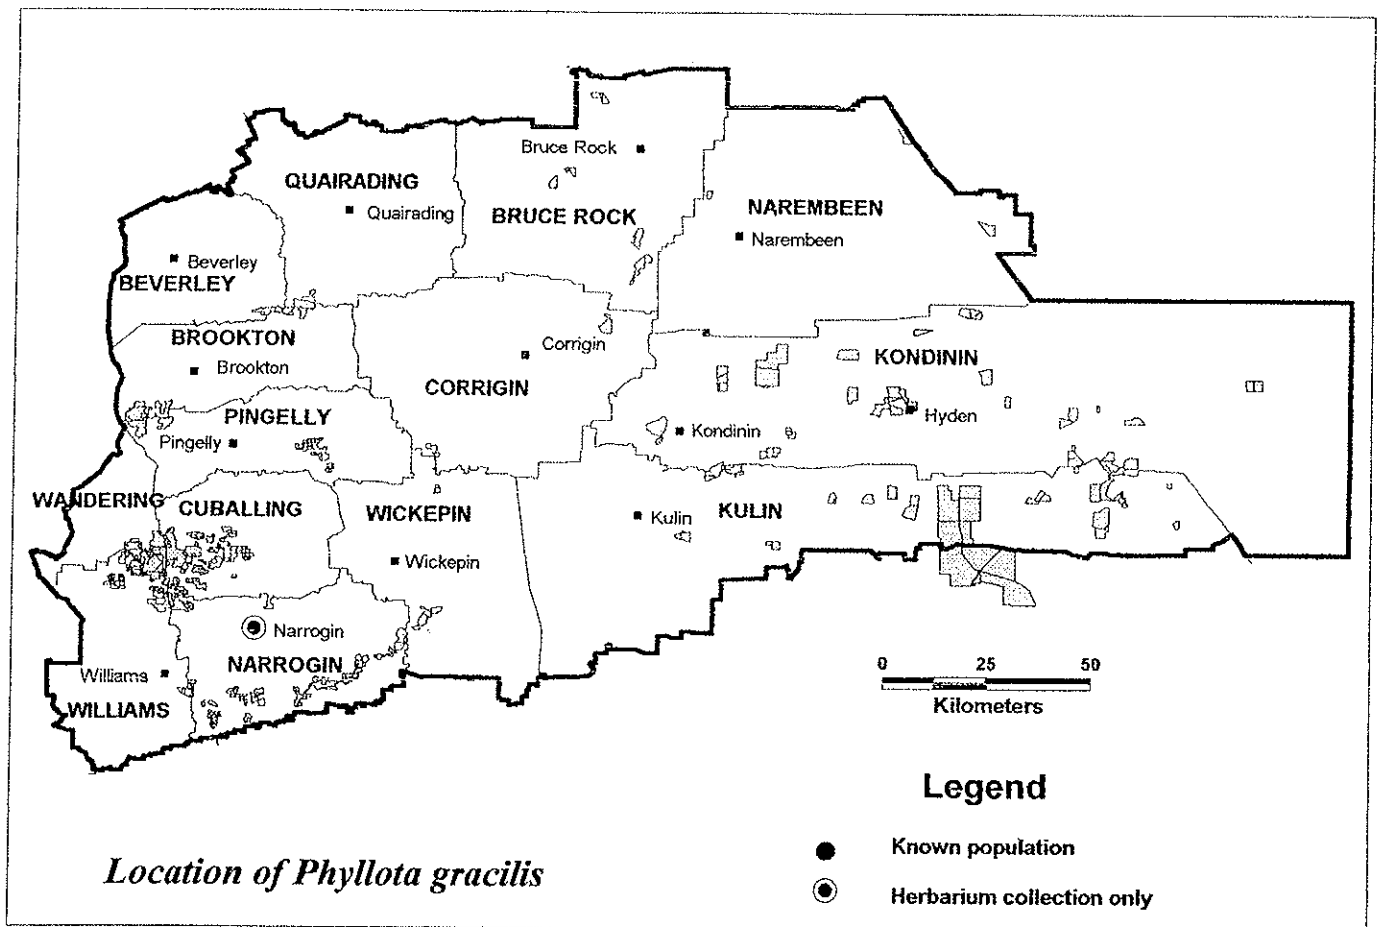 Bruce Rock
QUAIRADING
Quairading
BRUCE ROCK
NAREMBEEN
Narembeen
Beverley
BEVERLEY
BROOKTON
Brookton
Corrigin
CORRIGIN
KONDININ
Hyden
PINGELLY
Pingelly
Kondinin
WANDERING
CUBALLING
WICKEPIN
Wickepin
Kulin
KULIN
Narrogin
NARROGIN
Williams
WILLIAMS
0 25 50
Kilometers
Legend
Known population
Herbarium collection only
Location of Phyllota gracilis